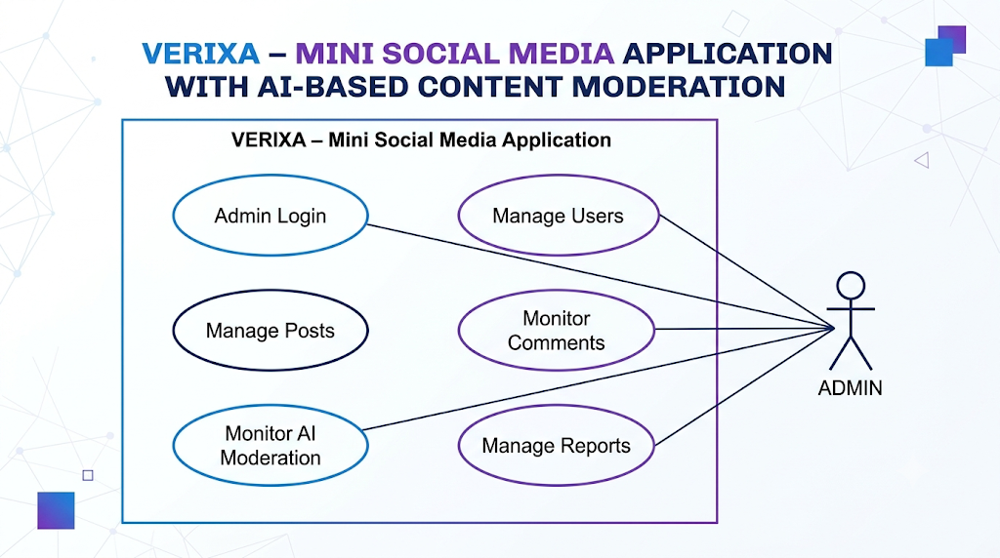 VERIXA – MINI SOCIAL MEDIA APPLICATION
WITH AI-BASED CONTENT MODERATION
VERIXA – Mini Social Media Application
Admin Login
Manage Users
Manage Posts
Monitor
Comments
Monitor AI
Moderation
Manage Reports
ADMIN